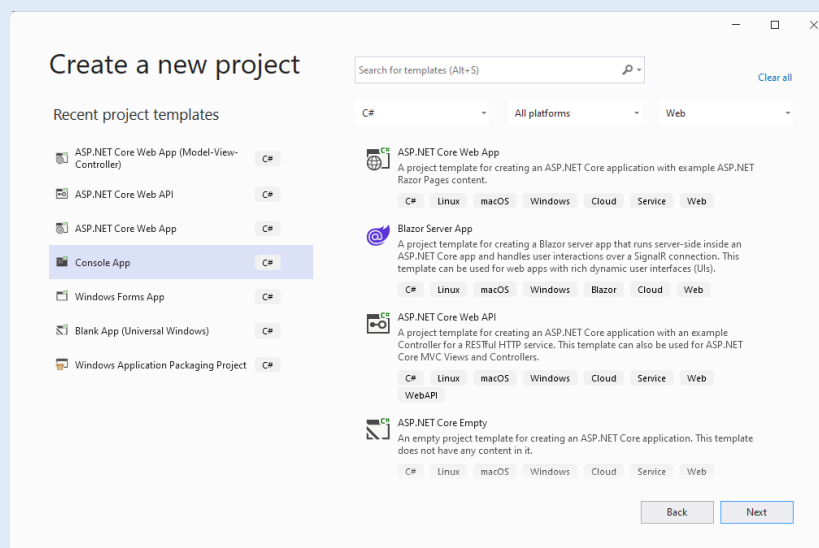 Create a new project
Search for templates (Alt+S)
Clear all
Recent project templates
C#
All platforms
Web
ASP.NET Core Web App (Model-View-
Controller)
C#
ASP.NET Core Web API
C#
ASP.NET Core Web App
C#
Console App
C#
Windows Forms App
C#
Blank App (Universal Windows)
C#
Windows Application Packaging Project
C#
ASP.NET Core Web App
A project template for creating an ASP.NET Core application with example ASP.NET
Razor Pages content.
C# Linux macOS Windows Cloud Service Web
Blazor Server App
A project template for creating a Blazor server app that runs server-side inside an
ASP.NET Core app and handles user interactions over a SignalR connection. This
template can be used for web apps with rich dynamic user interfaces (UIs).
C# Linux macOS Windows Blazor Cloud Web
ASP.NET Core Web API
A project template for creating an ASP.NET Core application with an example
Controller for a RESTful HTTP service. This template can also be used for ASP.NET
Core MVC Views and Controllers.
C# Linux macOS Windows Cloud Service Web
WebAPI
ASP.NET Core Empty
An empty project template for creating an ASP.NET Core application. This template
does not have any content in it.
C# Linux macOS Windows Cloud Service Web
Back
Next